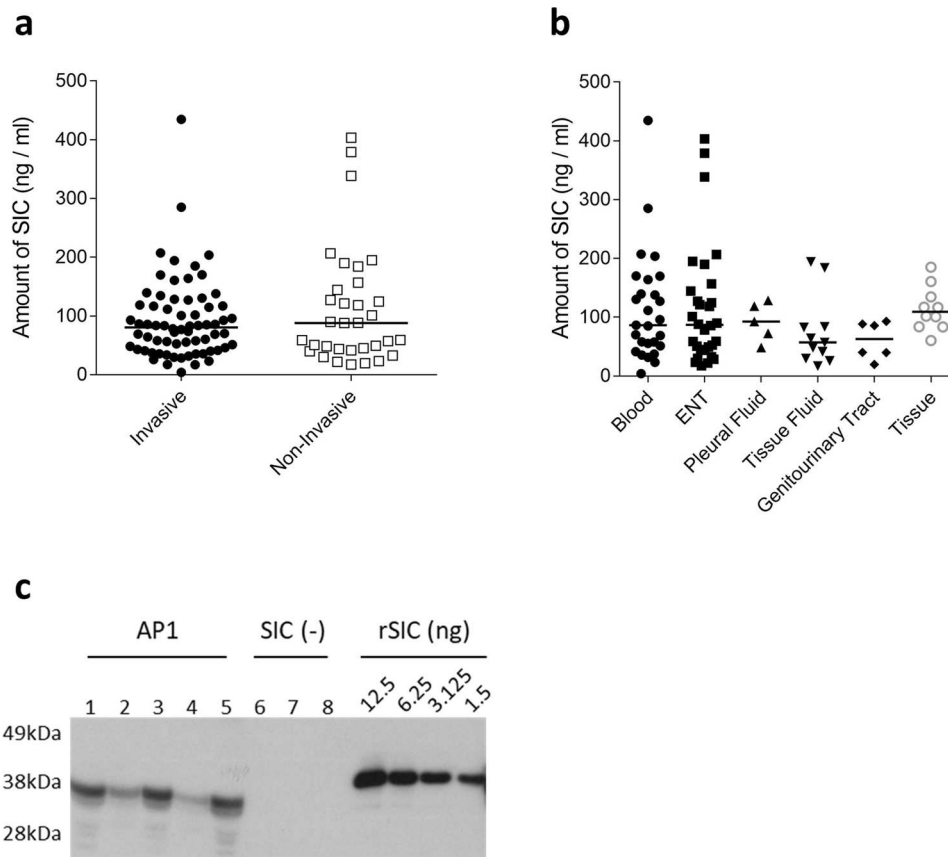 a
500
400
300
200
100
0
Amount of SIC (ng / ml)
Invasive
Non-Invasive
b
500
400
300
200
100
0
Amount of SIC (ng / ml)
Blood
ENT
Pleural Fluid
Tissue Fluid
Genitourinary Tract
Tissue
c
AP1 SIC (-) rSIC (ng)
1 2 3 4 5 6 7 8 12.5 6.25 3.125 1.5
49kDa
38kDa
28kDa